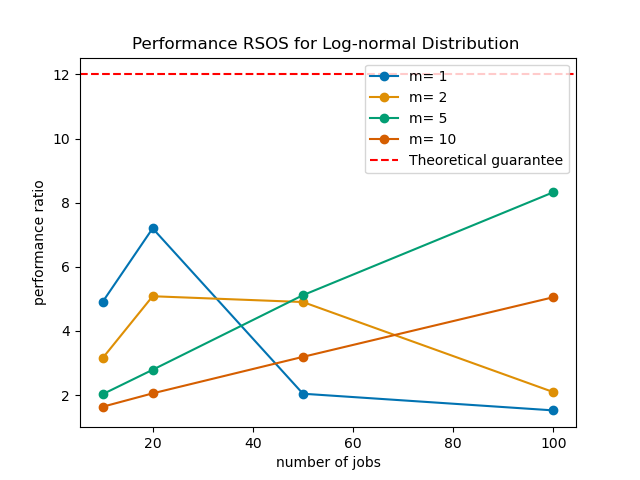 Performance RSOS for Log-normal Distribution
performance ratio
12
10
8
6
4
2
m= 1
m= 2
m= 5
m= 10
Theoretical guarantee
20
40
60
80
100
number of jobs